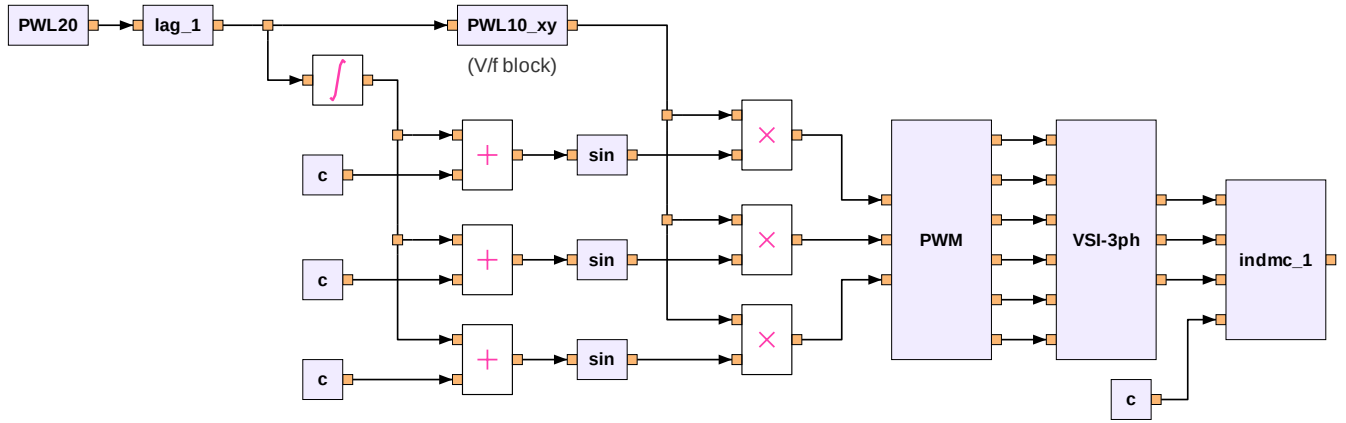 PWL20
lag_1
PWL10_xy
(V/f block)
∫
+
sin
×
c
+
sin
×
c
+
sin
×
c
PWM
VSI-3ph
indmc_1
c